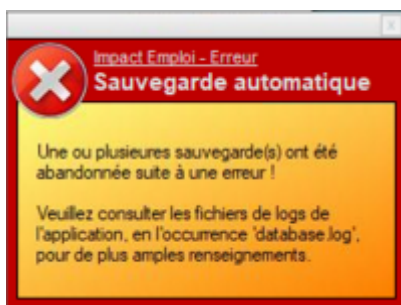 Impact Emploi - Erreur
Sauvegarde automatique
Une ou plusieures sauvegarde(s) ont été
abandonnée suite à une erreur !
Veuillez consulter les fichiers de logs de
l'application, en l'occurrence 'database.log',
pour de plus amples renseignements.